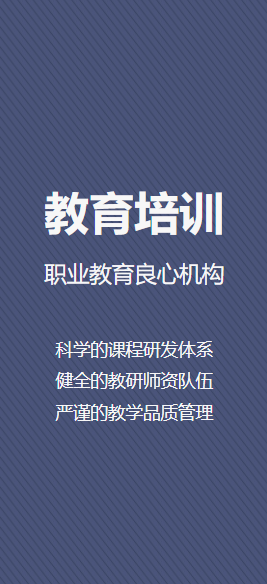 教育培训
职业教育良心机构
科学的课程研发体系
健全的教研师资队伍
严谨的教学品质管理